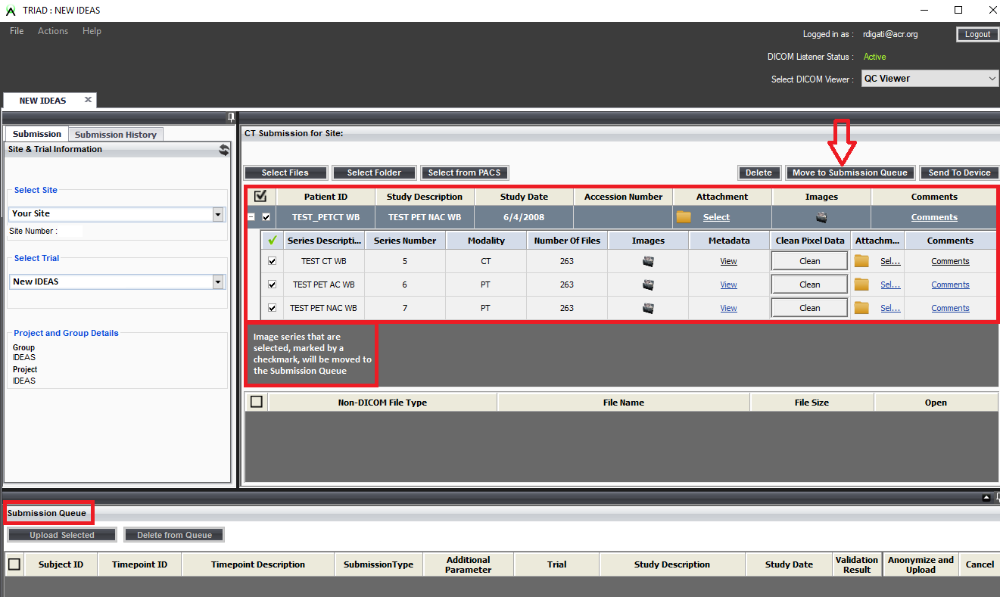 TRIAD : NEW IDEAS
File Actions Help
Logged in as : rdigati@acr.org Logout
DICOM Listener Status : Active
Select DICOM Viewer : QC Viewer
NEW IDEAS
Submission Submission History
Site & Trial Information
Select Site
Your Site
Site Number :
Select Trial
New IDEAS
Project and Group Details
Group
IDEAS
Project
IDEAS
CT Submission for Site:
Select Files Select Folder Select from PACS Delete Move to Submission Queue Send To Device
Patient ID Study Description Study Date Accession Number Attachment Images Comments
TEST_PETCT WB TEST PET NAC WB 6/4/2008 Select Comments
Series Descripti... Series Number Modality Number Of Files Images Metadata Clean Pixel Data Attachm... Comments
TEST CT WB 5 CT 263 View Clean Sel... Comments
TEST PET AC WB 6 PT 263 View Clean Sel... Comments
TEST PET NAC WB 7 PT 263 View Clean Sel... Comments
Image series that are
selected, marked by a
checkmark, will be moved to
the Submission Queue
Non-DICOM File Type File Name File Size Open
Submission Queue
Upload Selected Delete from Queue
Subject ID Timepoint ID Timepoint Description SubmissionType Additional Parameter Trial Study Description Study Date Validation Result Anonymize and Upload Cancel